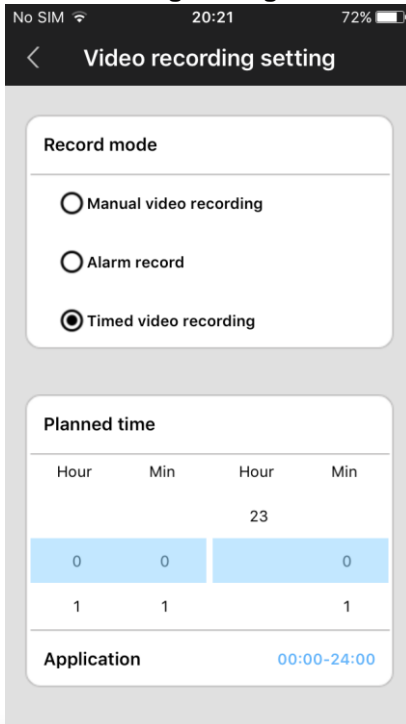 No SIM 20:21 72%
Video recording setting
Record mode
Manual video recording
Alarm record
Timed video recording
Planned time
Hour Min Hour Min
23
0 0 0
1 1 1
Application 00:00-24:00